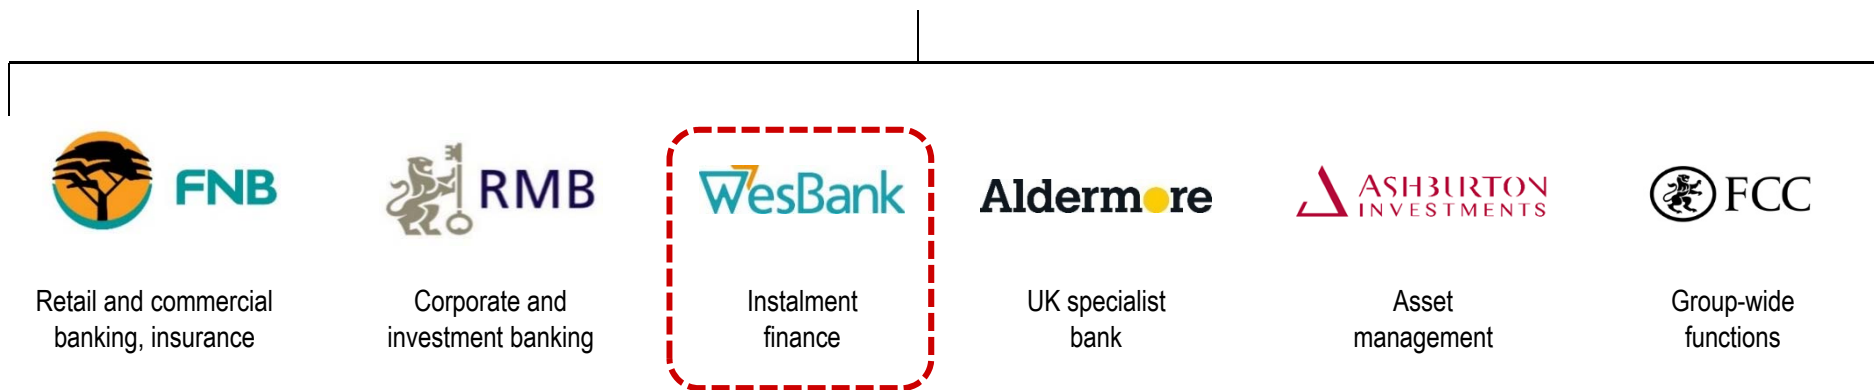 FNB
RMB
WesBank
Aldermore
ASHBURTON
INVESTMENTS
FCC
Retail and commercial
banking, insurance
Corporate and
investment banking
Instalment
finance
UK specialist
bank
Asset
management
Group-wide
functions